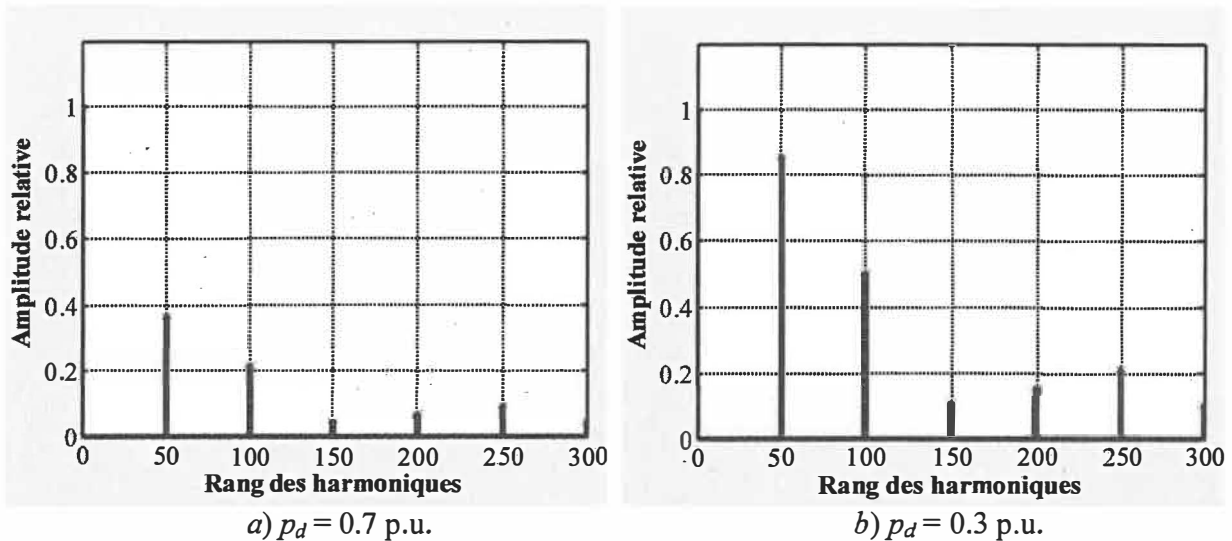 Amplitude relative
1
0.8
0.6
0.4
0.2
0
0 50 100 150 200 250 300
Rang des harmoniques
a) p_d = 0.7 p.u.
Amplitude relative
1
0.8
0.6
0.4
0.2
0
0 50 100 150 200 250 300
Rang des harmoniques
b) p_d = 0.3 p.u.